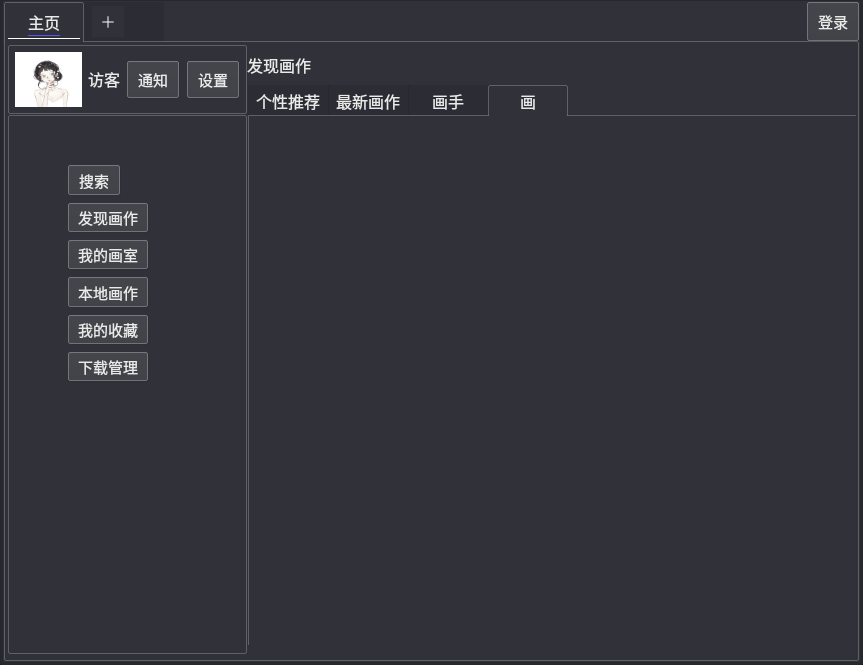 主页 + 登录
访客 通知 设置
发现画作
个性推荐 最新画作 画手 画
搜索
发现画作
我的画室
本地画作
我的收藏
下载管理